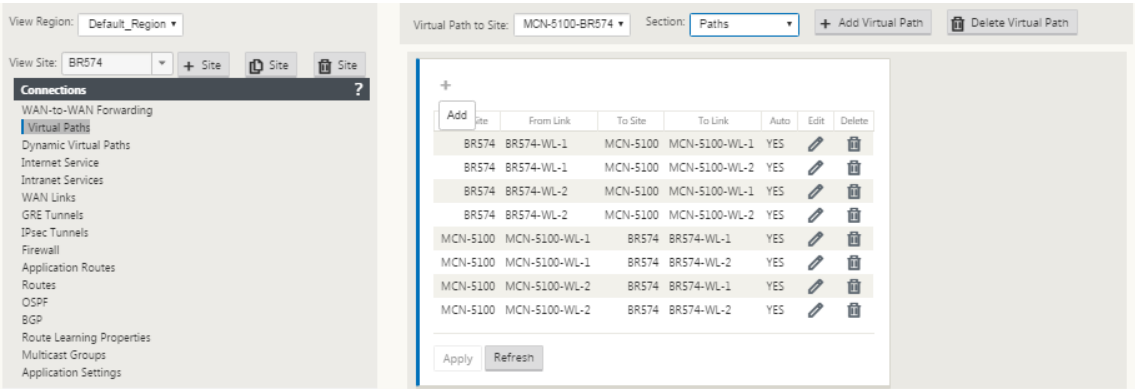 View Region: Default_Region
View Site: BR574 + Site Site Site
Connections ?
WAN-to-WAN Forwarding
Virtual Paths
Dynamic Virtual Paths
Internet Service
Intranet Services
WAN Links
GRE Tunnels
IPsec Tunnels
Firewall
Application Routes
Routes
OSPF
BGP
Route Learning Properties
Multicast Groups
Application Settings
Virtual Path to Site: MCN-5100-BR574 Section: Paths + Add Virtual Path Delete Virtual Path
+
Add
ite From Link To Site To Link Auto Edit Delete
BR574 BR574-WL-1 MCN-5100 MCN-5100-WL-1 YES
BR574 BR574-WL-1 MCN-5100 MCN-5100-WL-2 YES
BR574 BR574-WL-2 MCN-5100 MCN-5100-WL-1 YES
BR574 BR574-WL-2 MCN-5100 MCN-5100-WL-2 YES
MCN-5100 MCN-5100-WL-1 BR574 BR574-WL-1 YES
MCN-5100 MCN-5100-WL-1 BR574 BR574-WL-2 YES
MCN-5100 MCN-5100-WL-2 BR574 BR574-WL-1 YES
MCN-5100 MCN-5100-WL-2 BR574 BR574-WL-2 YES
Apply Refresh